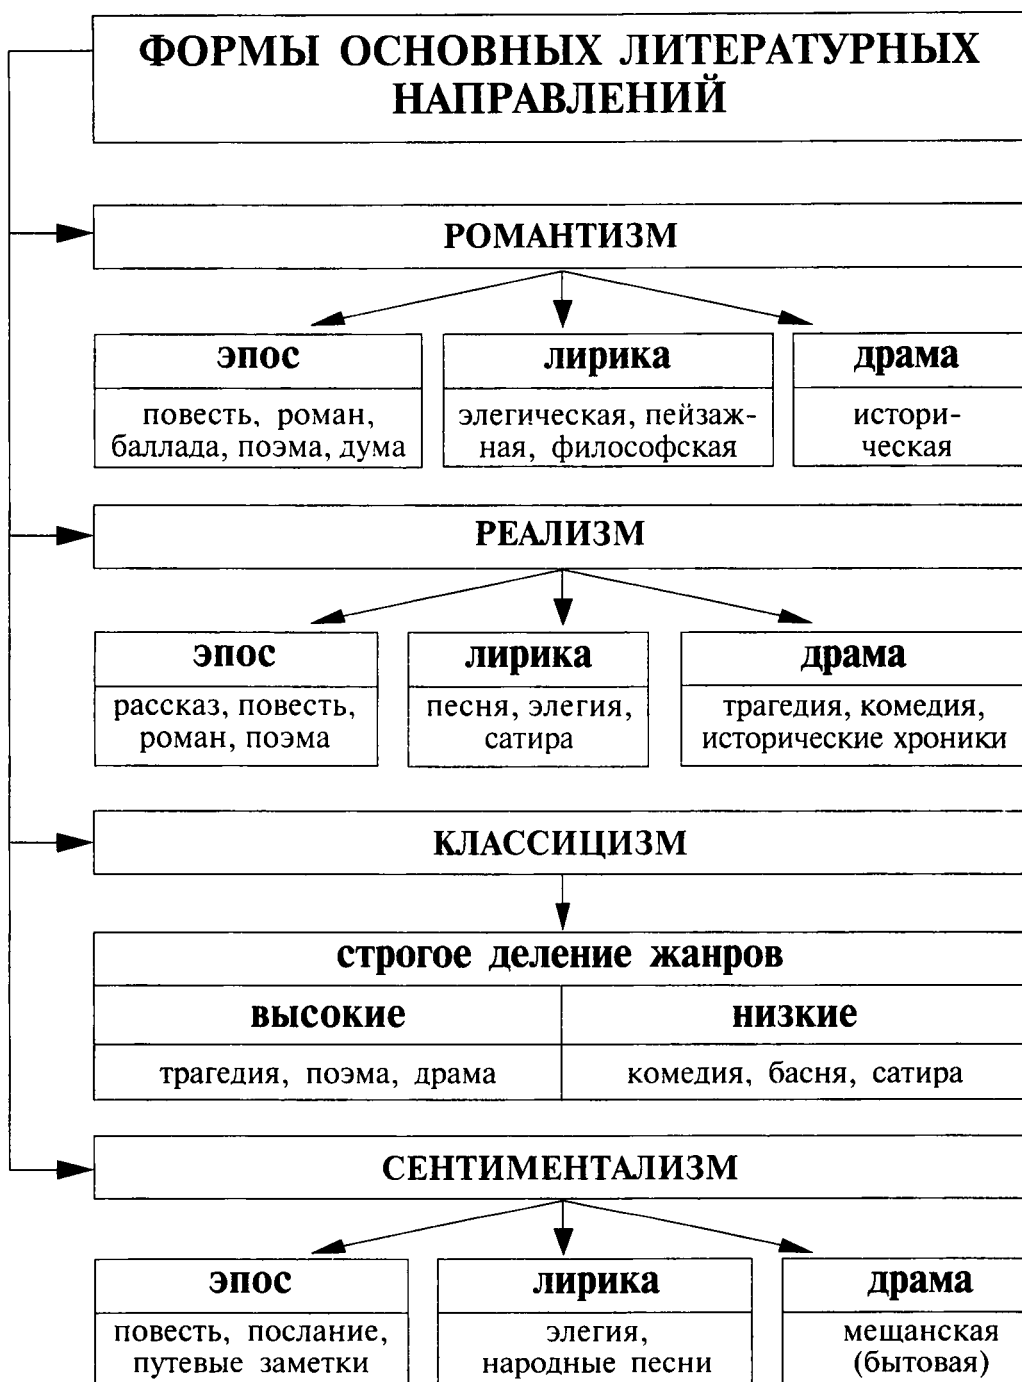 ФОРМЫ ОСНОВНЫХ ЛИТЕРАТУРНЫХ
НАПРАВЛЕНИЙ
РОМАНТИЗМ
эпос
повесть, роман,
баллада, поэма, дума
лирика
элегическая, пейзаж-
ная, философская
драма
истори-
ческая
РЕАЛИЗМ
эпос
рассказ, повесть,
роман, поэма
лирика
песня, элегия,
сатира
драма
трагедия, комедия,
исторические хроники
КЛАССИЦИЗМ
строгое деление жанров
высокие
трагедия, поэма, драма
низкие
комедия, басня, сатира
СЕНТИМЕНТАЛИЗМ
эпос
повесть, послание,
путевые заметки
лирика
элегия,
народные песни
драма
мещанская
(бытовая)